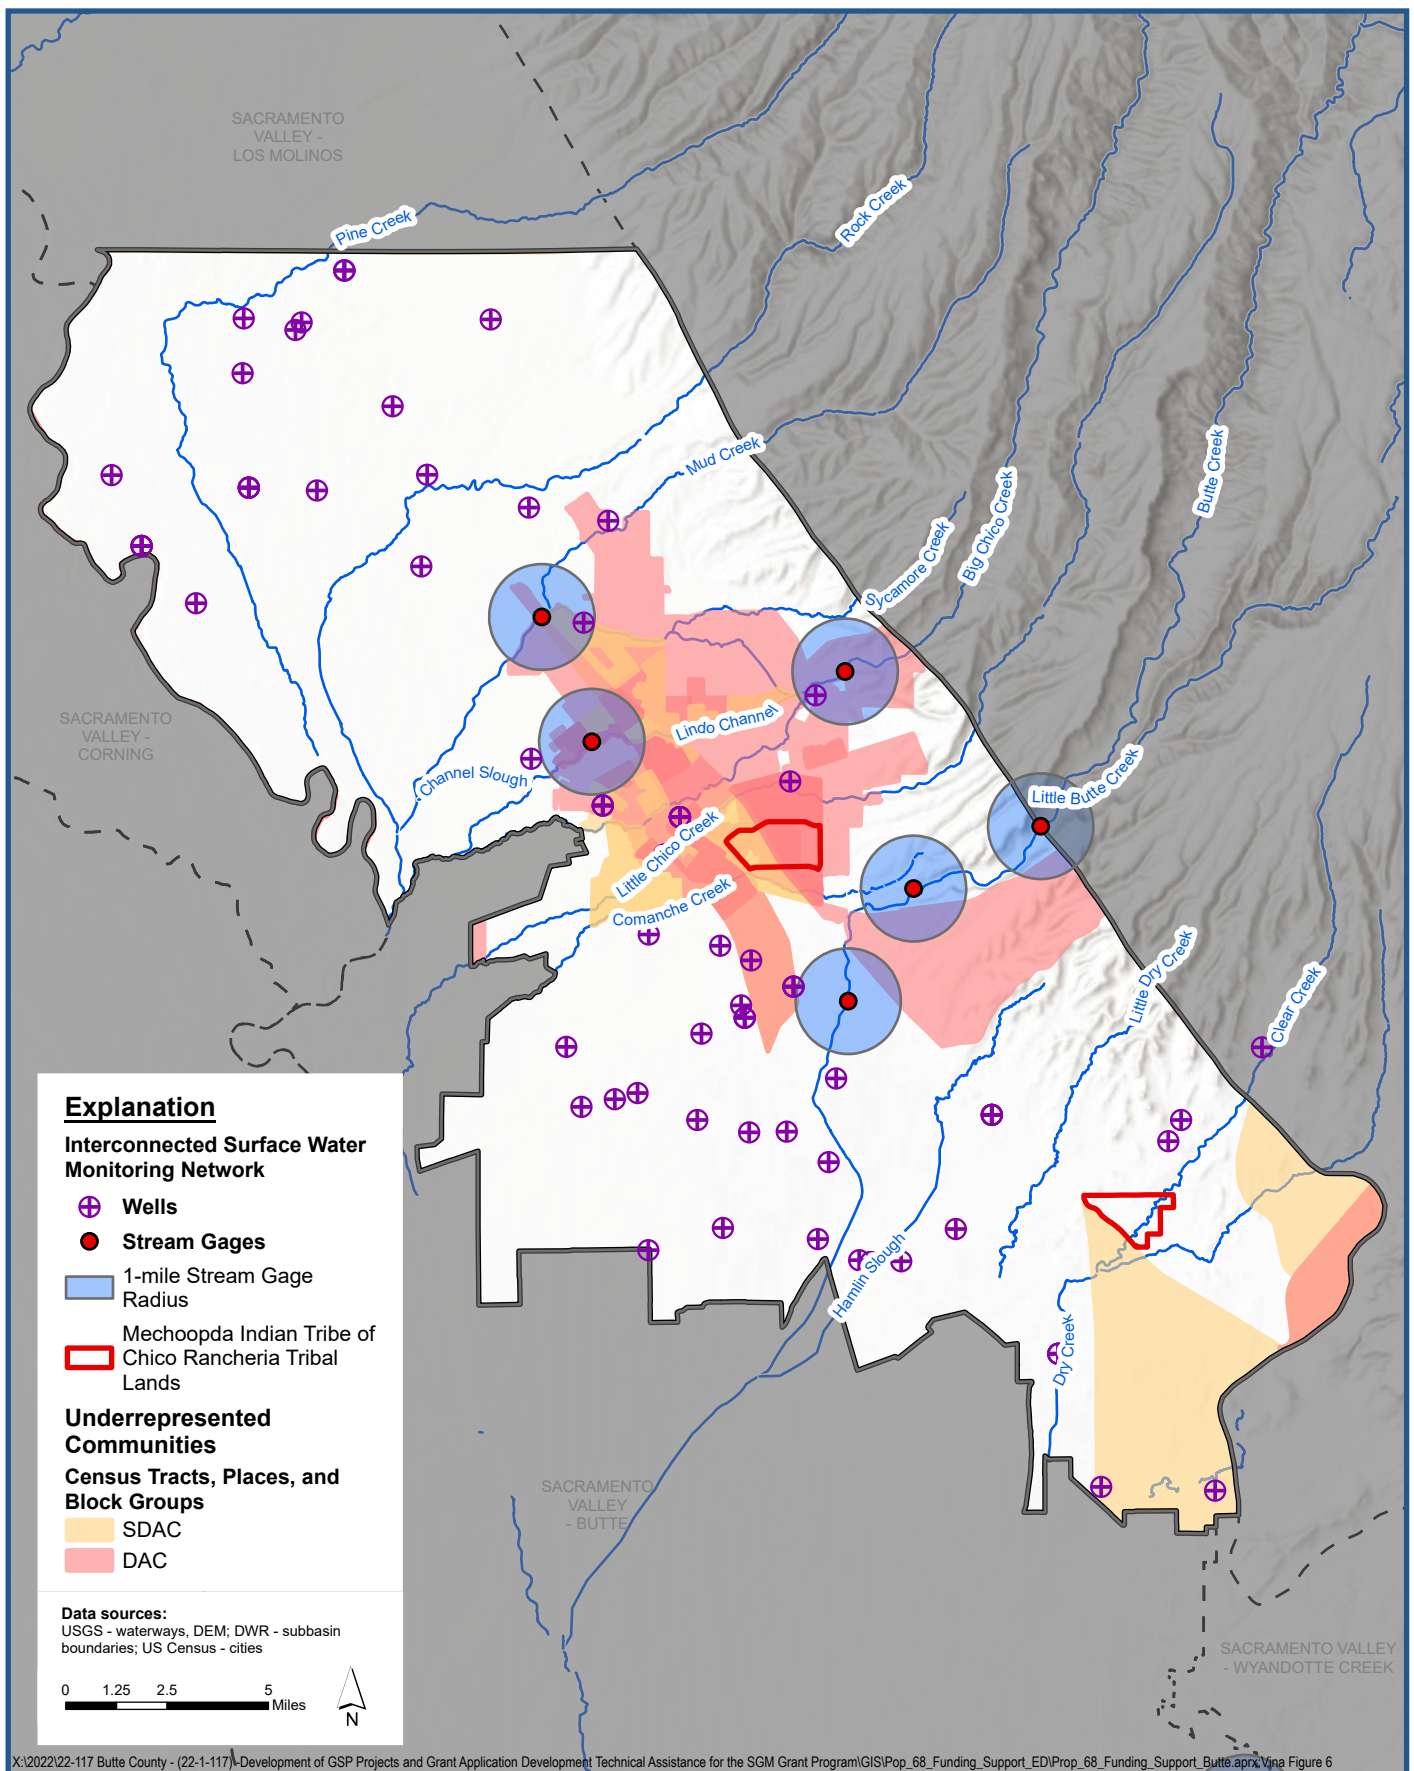 SACRAMENTO
VALLEY -
LOS MOLINOS
Pine Creek
Rock Creek
Mud Creek
Butte Creek
Big Chico Creek
Sycamore Creek
SACRAMENTO
VALLEY -
CORNING
Lindo Channel
Channel Slough
Little Butte Creek
Little Chico Creek
Comanche Creek
Little Dry Creek
Clear Creek
Hamlin Slough
Dry Creek
Explanation
Interconnected Surface Water
Monitoring Network
Wells
Stream Gages
1-mile Stream Gage
Radius
Mechoopda Indian Tribe of
Chico Rancheria Tribal
Lands
Underrepresented
Communities
Census Tracts, Places, and
Block Groups
SDAC
DAC
Data sources:
USGS - waterways, DEM; DWR - subbasin
boundaries; US Census - cities
0 1.25 2.5 5
Miles
N
SACRAMENTO
VALLEY
- BUTTE
SACRAMENTO VALLEY
- WYANDOTTE CREEK
X:\2022\22-117 Butte County - (22-1-117) -Development of GSP Projects and Grant Application Development Technical Assistance for the SGM Grant Program\GIS\Pop_68_Funding_Support_ED\Prop_68_Funding_Support_Butte.aprx;Vina Figure 6